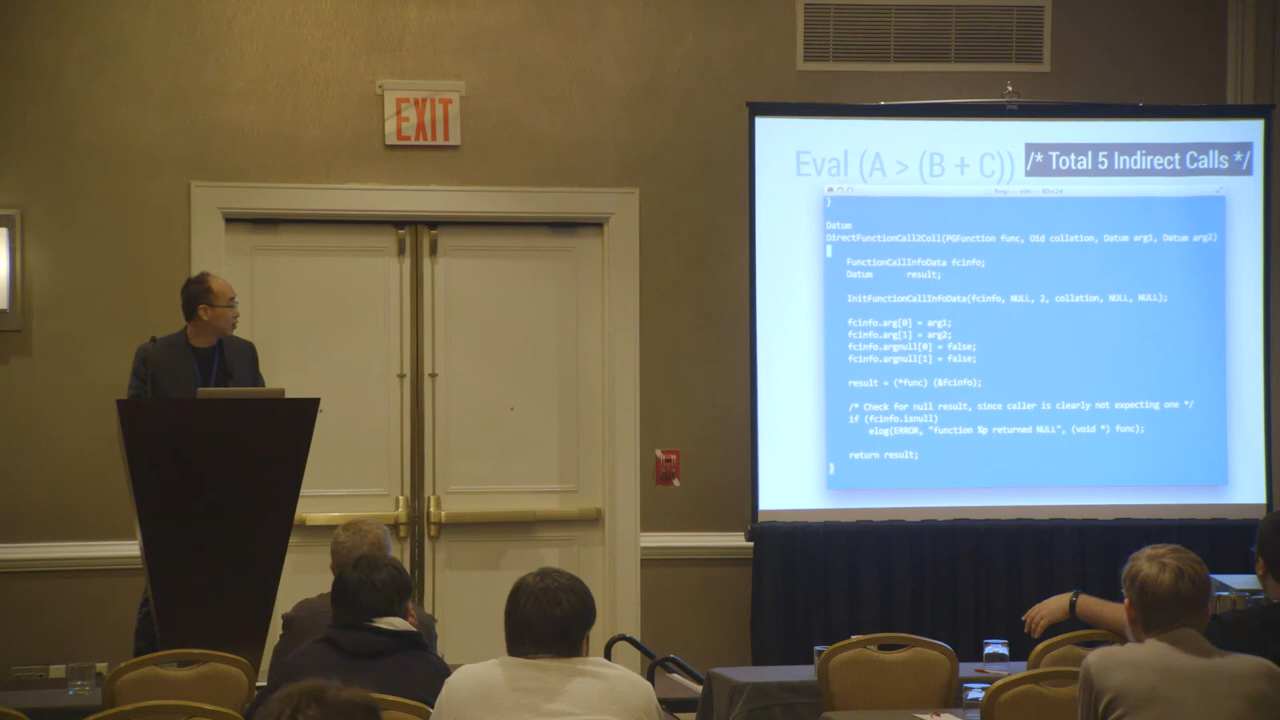 EXIT
Eval (A > (B + C)) /* Total 5 Indirect Calls */
}
Datum
DirectFunctionCall2Coll(PGFunction func, Oid collation, Datum arg1, Datum arg2)
{
FunctionCallInfoData fcinfo;
Datum result;
InitFunctionCallInfoData(fcinfo, NULL, 2, collation, NULL, NULL);
fcinfo.arg[0] = arg1;
fcinfo.arg[1] = arg2;
fcinfo.argnull[0] = false;
fcinfo.argnull[1] = false;
result = (*func) (&fcinfo);
/* Check for null result, since caller is clearly not expecting one */
if (fcinfo.isnull)
elog(ERROR, "function %p returned NULL", (void *) func);
return result;
}